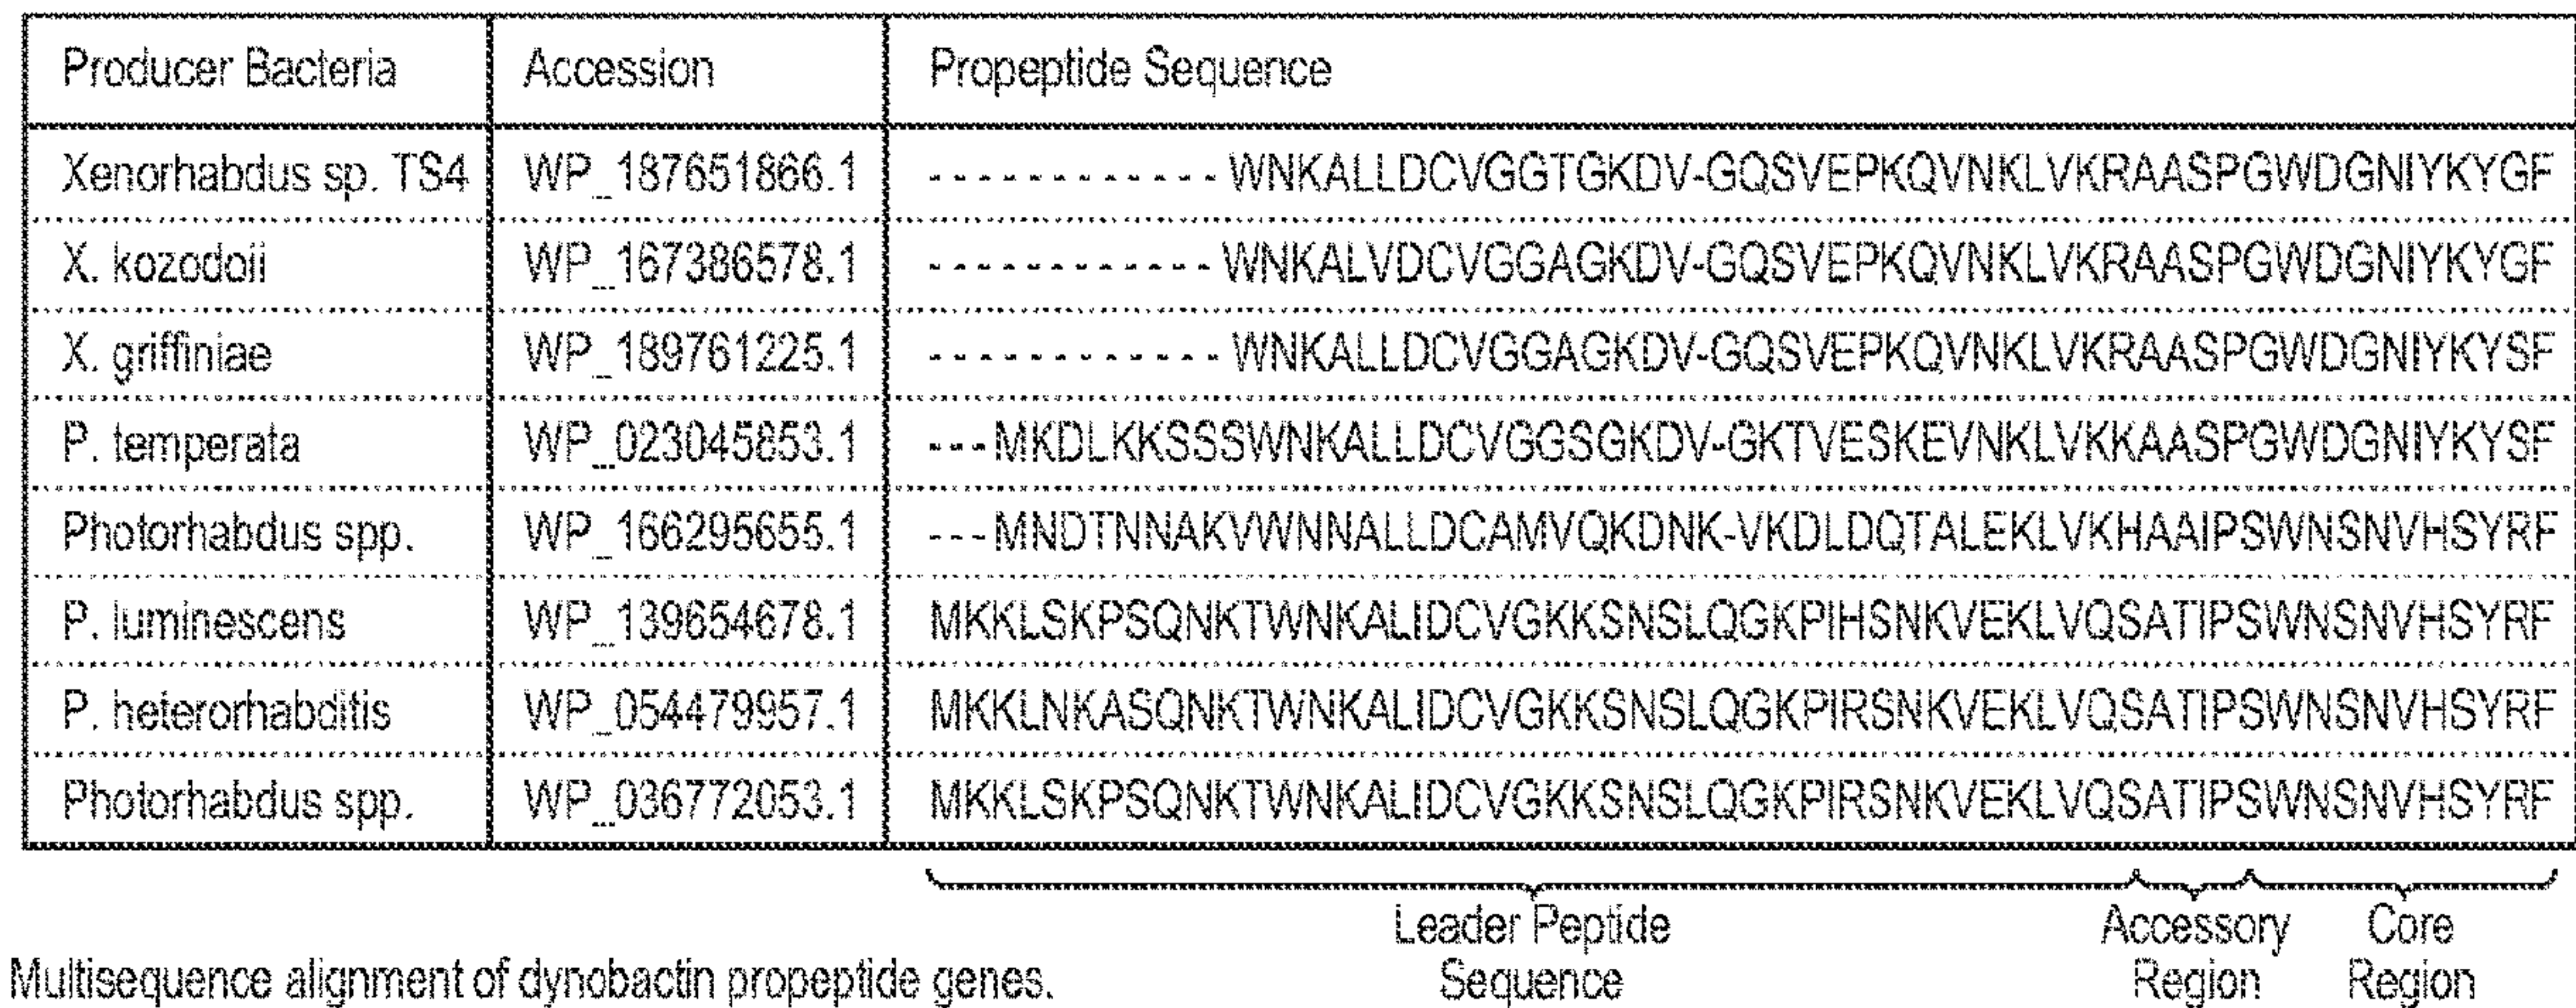 Producer Bacteria Accession Propeptide Sequence
Xenorhabdus sp. TS4 WP_187651866.1 ------------WNKALLDCVGGTGKDV-GQSVEPKQVNKLVKRAASPGWDGNIYKYGF
X. kozodoii WP_167386578.1 ------------WNKALVDCVGGAGKDV-GQSVEPKQVNKLVKRAASPGWDGNIYKYGF
X. griffiniae WP_189761225.1 ------------WNKALLDCVGGAGKDV-GQSVEPKQVNKLVKRAASPGWDGNIYKYSF
P. temperata WP_023045853.1 ---MKDLKKSSSWNKALLDCVGGSGKDV-GKTVESKEVNKLVKKAASPGWDGNIYKYSF
Photorhabdus spp. WP_166295655.1 ---MNDTNNAKVWNNALLDCAMVQKDNK-VKDLDQTALEKLVKHAAIPSWNSNVHSYRF
P. luminescens WP_139654678.1 MKKLSKPSQNKTWNKALIDCVGKKSNSLQGKPIHSNKVEKLVQSATIPSWNSNVHSYRF
P. heterorhabditis WP_054479957.1 MKKLNKASQNKTWNKALIDCVGKKSNSLQGKPIRSNKVEKLVQSATIPSWNSNVHSYRF
Photorhabdus spp. WP_036772053.1 MKKLSKPSQNKTWNKALIDCVGKKSNSLQGKPIRSNKVEKLVQSATIPSWNSNVHSYRF
Leader Peptide Accessory Core
Sequence Region Region
Multisequence alignment of dynobactin propeptide genes.